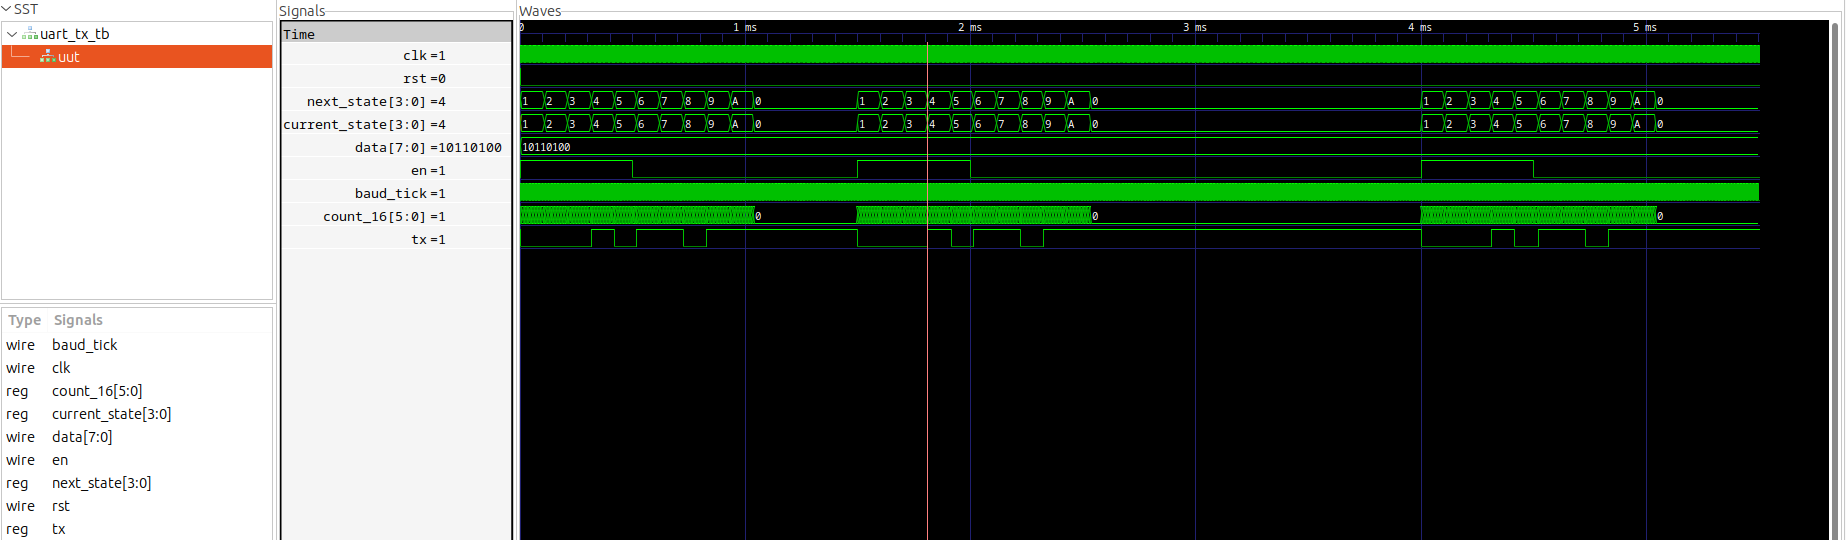 SST
uart_tx_tb
uut
Type Signals
wire baud_tick
wire clk
reg count_16[5:0]
reg current_state[3:0]
wire data[7:0]
wire en
reg next_state[3:0]
wire rst
reg tx
Signals
Time
clk =1
rst =0
next_state[3:0] =4
current_state[3:0] =4
data[7:0] =10110100
en =1
baud_tick =1
count_16[5:0] =1
tx =1
Waves
0 1 ms 2 ms 3 ms 4 ms 5 ms
1 2 3 4 5 6 7 8 9 A 0 1 2 3 4 5 6 7 8 9 A 0 1 2 3 4 5 6 7 8 9 A 0
1 2 3 4 5 6 7 8 9 A 0 1 2 3 4 5 6 7 8 9 A 0 1 2 3 4 5 6 7 8 9 A 0
10110100
0 0 0